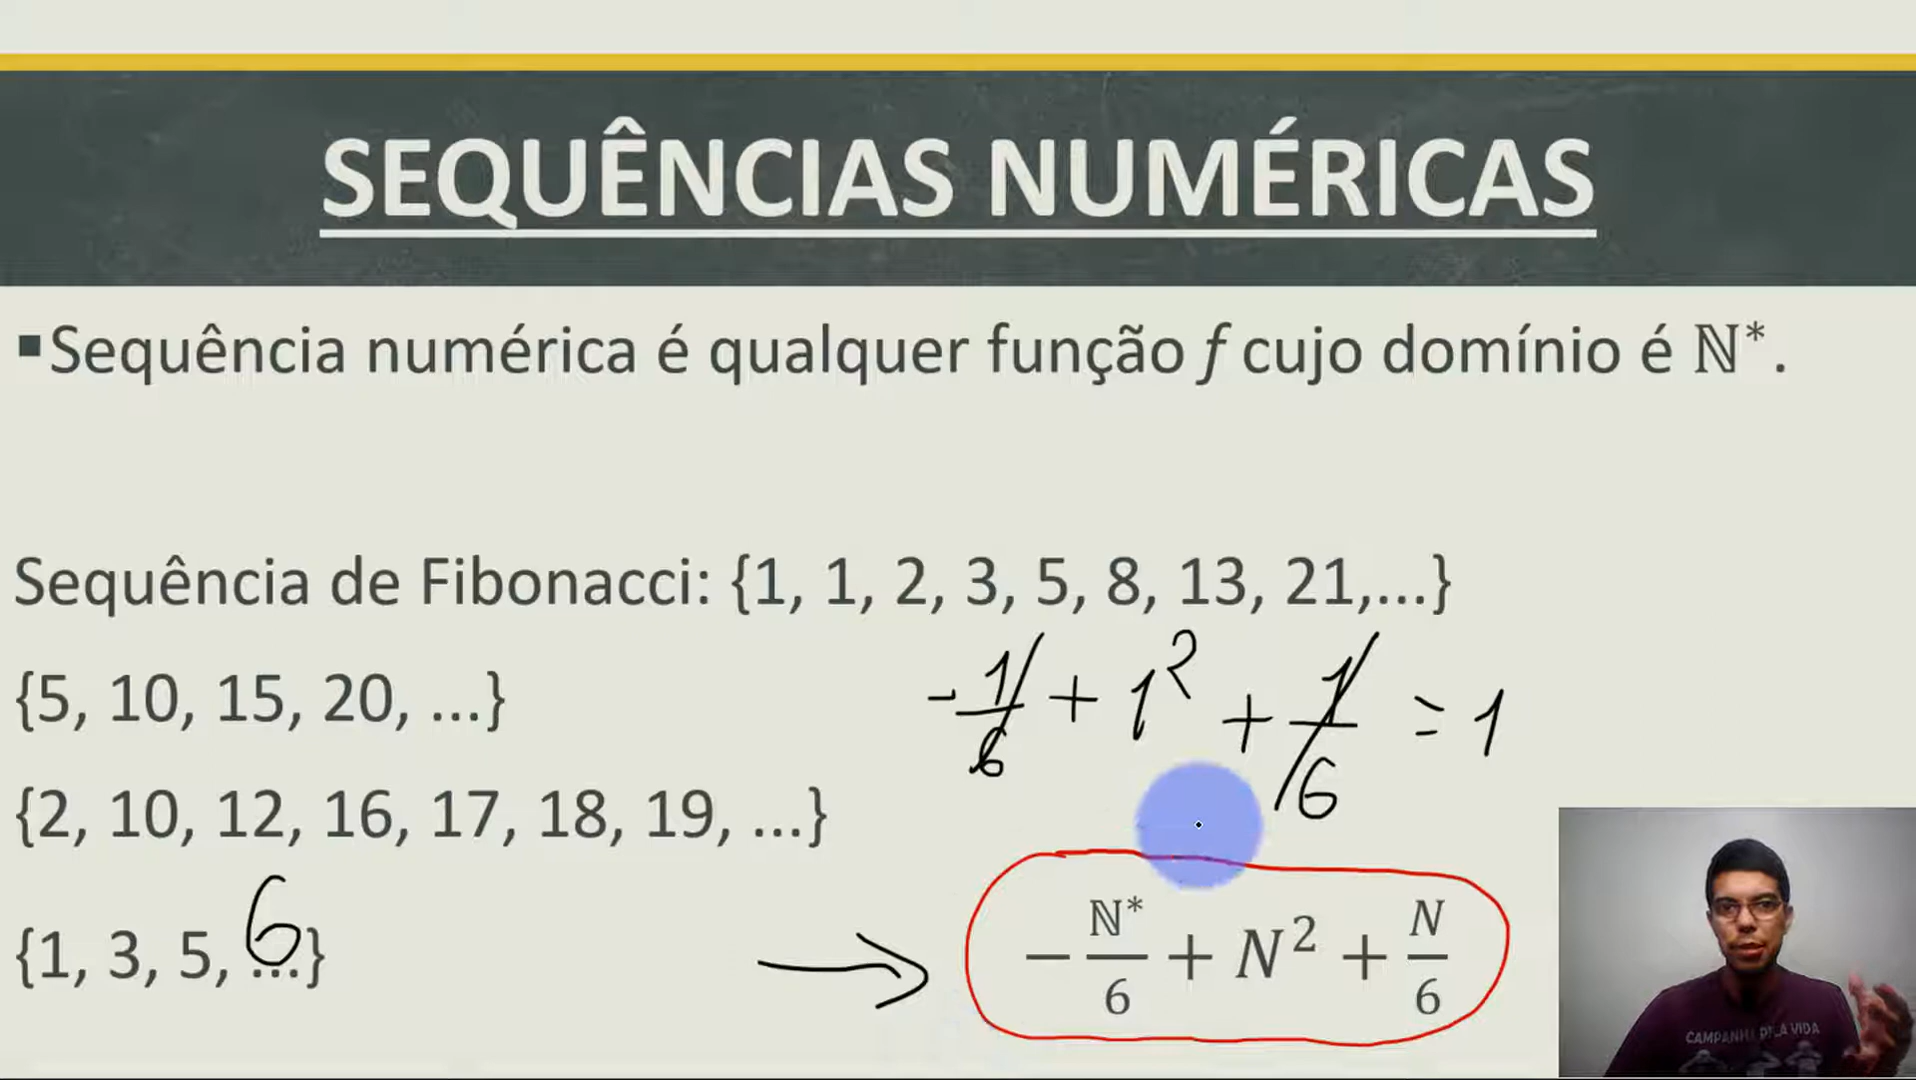 SEQUÊNCIAS NUMÉRICAS
▪Sequência numérica é qualquer função f cujo domínio é ℕ*.
Sequência de Fibonacci: {1, 1, 2, 3, 5, 8, 13, 21,...}
{5, 10, 15, 20, ...}
-1/6 + 1² + 1/6 = 1
{2, 10, 12, 16, 17, 18, 19, ...}
{1, 3, 5, ...}
6
−ℕ*/6 + N² + N/6
CAMPANHA PELA VIDA